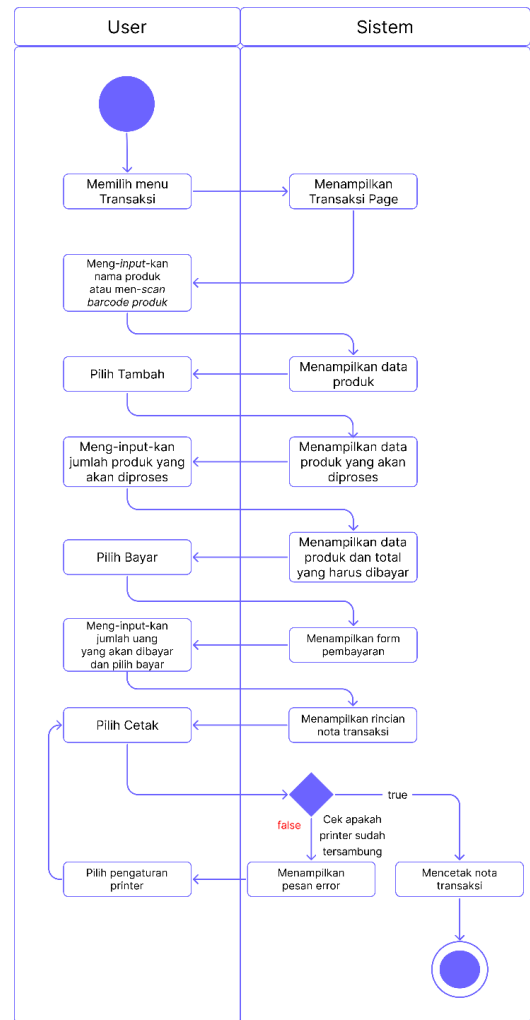 User
Sistem
Memilih menu
Transaksi
Menampilkan
Transaksi Page
Meng-input-kan
nama produk
atau men-scan
barcode produk
Pilih Tambah
Menampilkan data
produk
Meng-input-kan
jumlah produk yang
akan diproses
Menampilkan data
produk yang akan
diproses
Pilih Bayar
Menampilkan data
produk dan total
yang harus dibayar
Meng-input-kan
jumlah uang
yang akan dibayar
dan pilih bayar
Menampilkan form
pembayaran
Pilih Cetak
Menampilkan rincian
nota transaksi
true
false
Cek apakah
printer sudah
tersambung
Pilih pengaturan
printer
Menampilkan
pesan error
Mencetak nota
transaksi